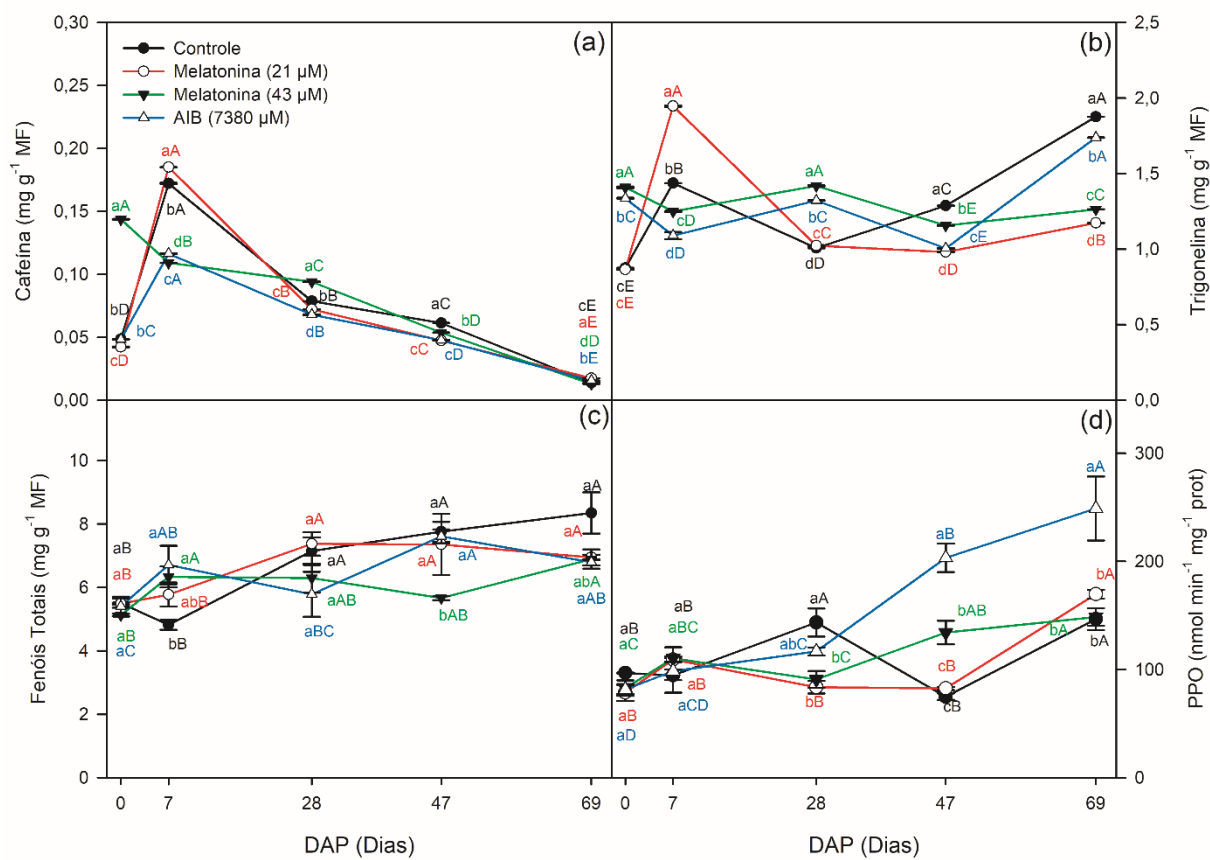 0,30
0,25
0,20
0,15
0,10
0,05
0,00
Cafeína (mg g⁻¹ MF)
(a)
Controle
Melatonina (21 µM)
Melatonina (43 µM)
AIB (7380 µM)
aA
aA
bA
dB
cA
bD
bC
cD
aC
bB
cB
dB
aC
bD
cC
cD
cE
aE
dD
bE
(b)
2,5
2,0
1,5
1,0
0,5
0,0
Trigonelina (mg g⁻¹ MF)
aA
aA
aA
bB
aA
bA
aC
bE
cC
bC
cD
bC
dD
cC
cE
dB
cE
cE
dD
dD
(c)
10
8
6
4
2
0
Fenóis Totais (mg g⁻¹ MF)
aA
aA
aA
aA
aB
aAB
aA
aB
aA
aA
aA
abB
aAB
abA
aAB
aB
aC
bB
aBC
bAB
(d)
300
200
100
0
PPO (nmol min⁻¹ mg⁻¹ prot)
aA
aB
aA
bA
aB
aB
aC
aBC
abC
bAB
bA
bC
cB
bA
aB
aB
aD
aCD
bB
cB
0
7
28
47
69
0
7
28
47
69
DAP (Dias)
DAP (Dias)